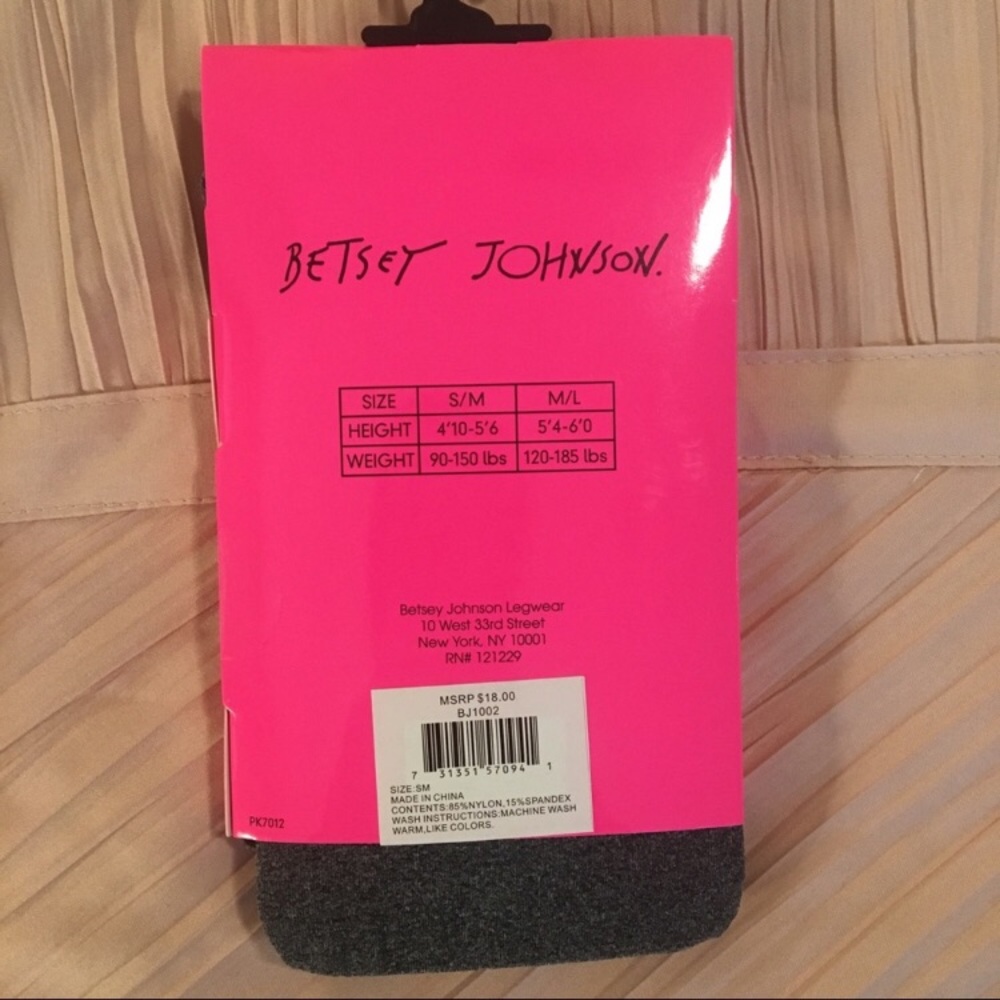 BETSEY JOHNSON.
SIZE S/M M/L
HEIGHT 4'10-5'6 5'4-6'0
WEIGHT 90-150 lbs 120-185 lbs
Betsey Johnson Legwear
10 West 33rd Street
New York, NY 10001
RN# 121229
MSRP $18.00
BJ1002
7 31351 57094 1
SIZE:SM
MADE IN CHINA
CONTENTS:85%NYLON,15%SPANDEX
WASH INSTRUCTIONS:MACHINE WASH
WARM,LIKE COLORS.
PK7012